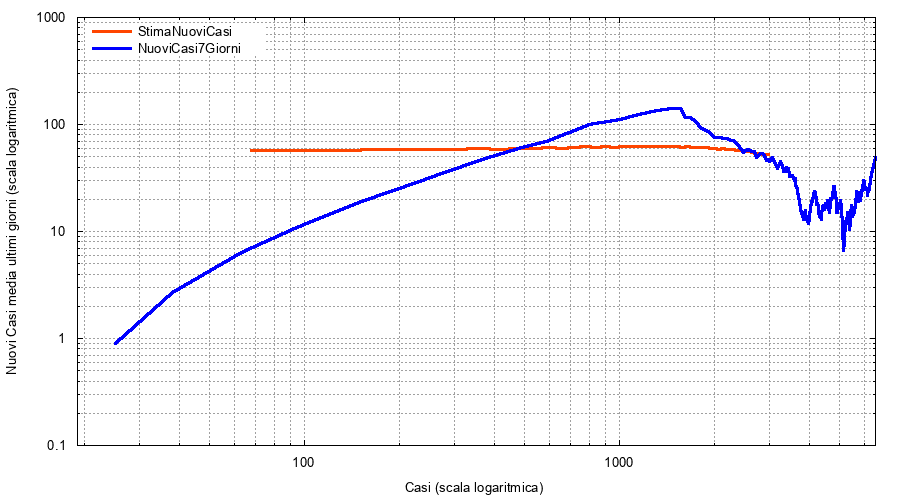 1000
StimaNuoviCasi
NuoviCasi7Giorni
100
10
1
0.1
Nuovi Casi media ultimi giorni (scala logaritmica)
100
1000
Casi (scala logaritmica)